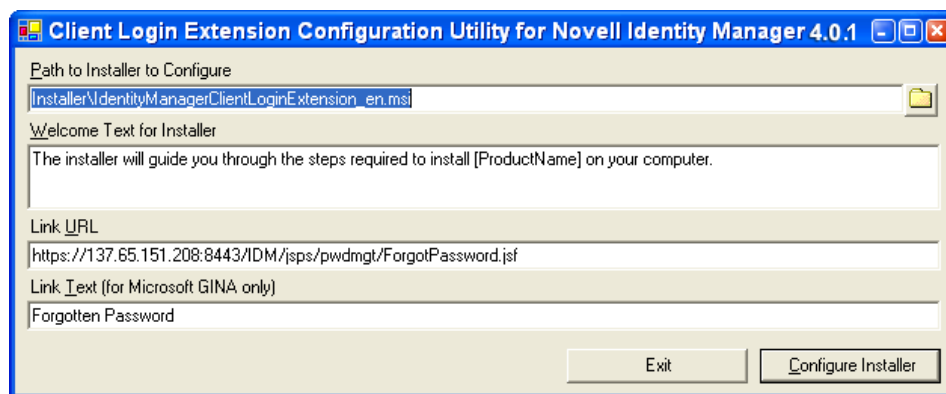 Client Login Extension Configuration Utility for Novell Identity Manager 4.0.1
Path to Installer to Configure
Installer\IdentityManagerClientLoginExtension_en.msi
Welcome Text for Installer
The installer will guide you through the steps required to install [ProductName] on your computer.
Link URL
https://137.65.151.208:8443/IDM/jsps/pwdmgt/ForgotPassword.jsf
Link Text (for Microsoft GINA only)
Forgotten Password
Exit
Configure Installer